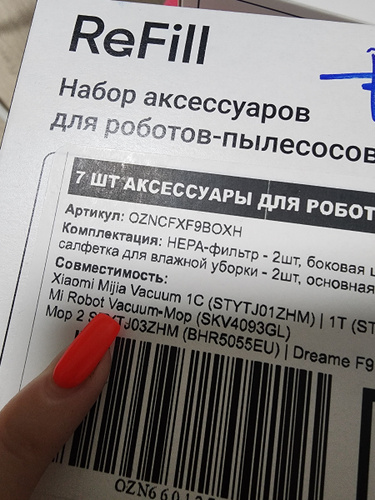 ReFill
Набор аксессуаров
для роботов-пылесосов
7 ШТ АКСЕССУАРЫ ДЛЯ РОБОТ
Артикул: OZNCFXF9BOXH
Комплектация: HEPA-фильтр - 2шт, боковая
салфетка для влажной уборки - 2шт, основная
Совместимость:
Xiaomi Mijia Vacuum 1C (STYTJ01ZHM) | 1T (ST
Mi Robot Vacuum-Mop (SKV4093GL)
Mop 2 STYTJ03ZHM (BHR5055EU) | Dreame F9